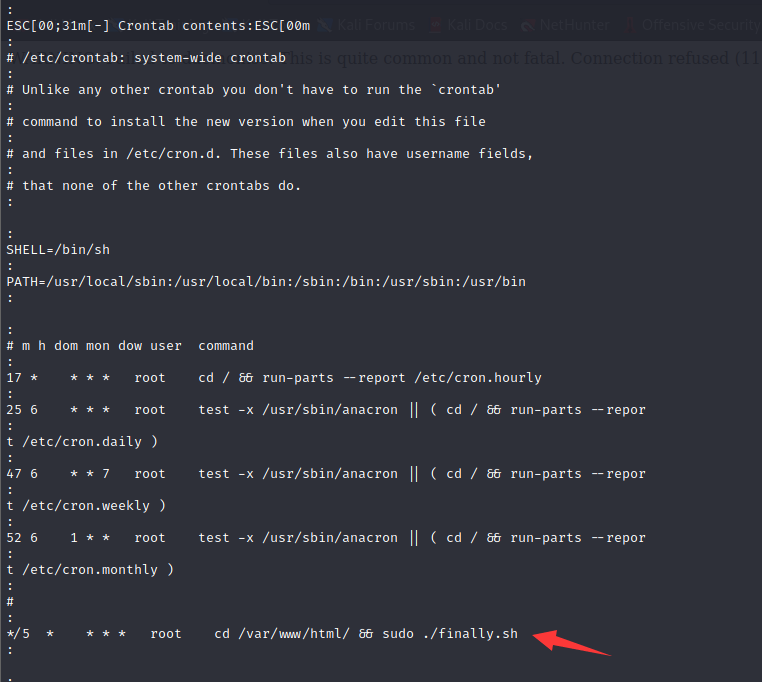 :
ESC[00;31m[-] Crontab contents:ESC[00m
Kali Forums Kali Docs NetHunter Offensive Security
:
# /etc/crontab: system-wide crontab
his is quite common and not fatal. Connection refused (11
:
# Unlike any other crontab you don't have to run the `crontab'
:
# command to install the new version when you edit this file
:
# and files in /etc/cron.d. These files also have username fields,
:
# that none of the other crontabs do.
:
:
SHELL=/bin/sh
:
PATH=/usr/local/sbin:/usr/local/bin:/sbin:/bin:/usr/sbin:/usr/bin
:
:
# m h dom mon dow user  command
:
17 *    * * *   root    cd / && run-parts --report /etc/cron.hourly
:
25 6    * * *   root    test -x /usr/sbin/anacron || ( cd / && run-parts --repor
:
t /etc/cron.daily )
:
47 6    * * 7   root    test -x /usr/sbin/anacron || ( cd / && run-parts --repor
:
t /etc/cron.weekly )
:
52 6    1 * *   root    test -x /usr/sbin/anacron || ( cd / && run-parts --repor
:
t /etc/cron.monthly )
:
#
:
*/5  *    * * *   root    cd /var/www/html/ && sudo ./finally.sh
:
: